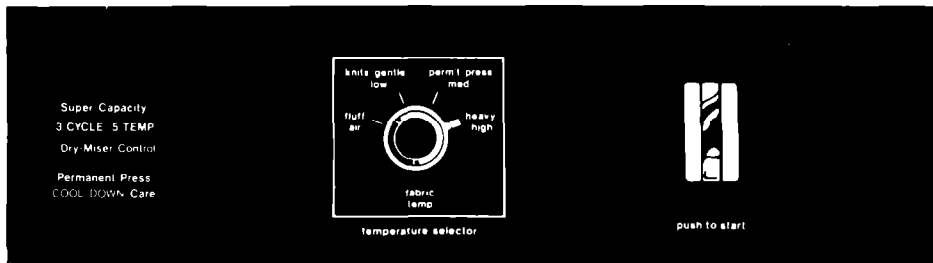 Super Capacity
3 CYCLE 5 TEMP
Dry-Miser Control
Permanent Press
COOL DOWN Care
knits gentle
low
perm't press
med
fluff
air
heavy
high
fabric
temp
temperature selector
push to start